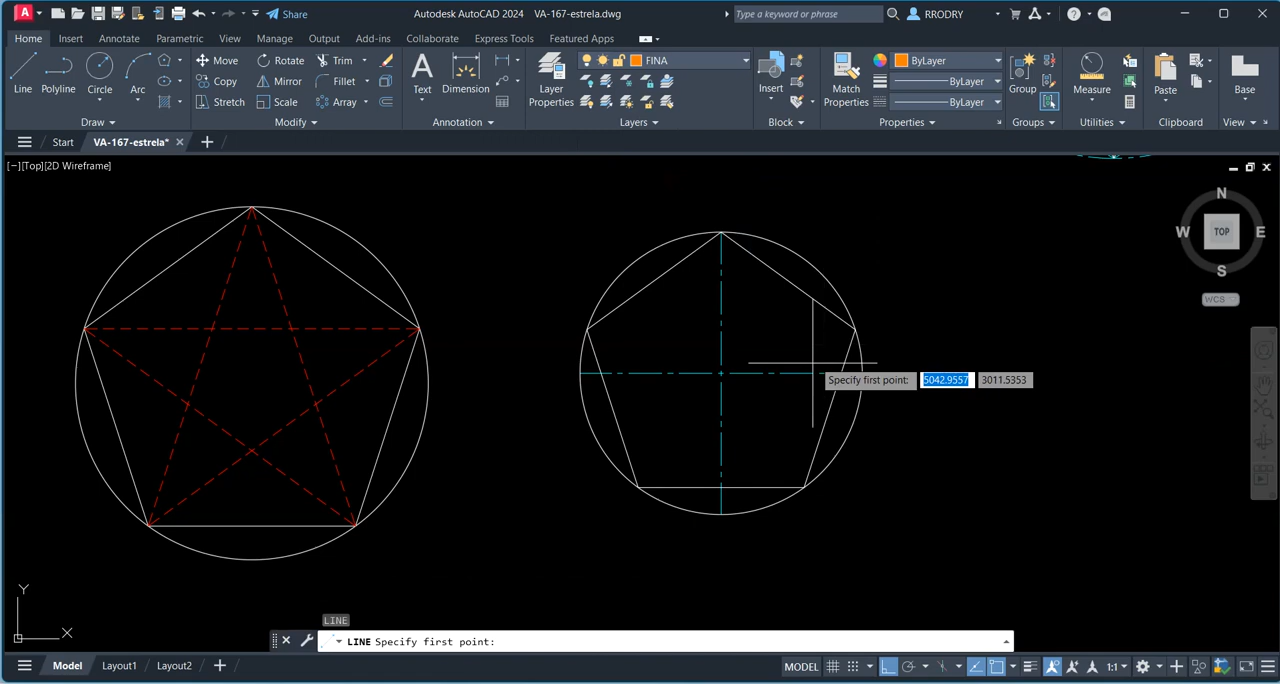 A Share Autodesk AutoCAD 2024 VA-167-estrela.dwg Type a keyword or phrase RRODRY
Home Insert Annotate Parametric View Manage Output Add-ins Collaborate Express Tools Featured Apps
Move Rotate Trim FINA ByLayer
Copy Mirror Fillet ByLayer
Line Polyline Circle Arc Text Dimension Layer Properties Insert Match Properties Group Measure Paste Base
Stretch Scale Array ByLayer
Draw Modify Annotation Layers Block Properties Groups Utilities Clipboard View
Start VA-167-estrela*
[−][Top][2D Wireframe]
N
W TOP E
S
WCS
Specify first point: 5042.9557 3011.5353
Y
X
LINE
LINE Specify first point:
Model Layout1 Layout2 MODEL 1:1